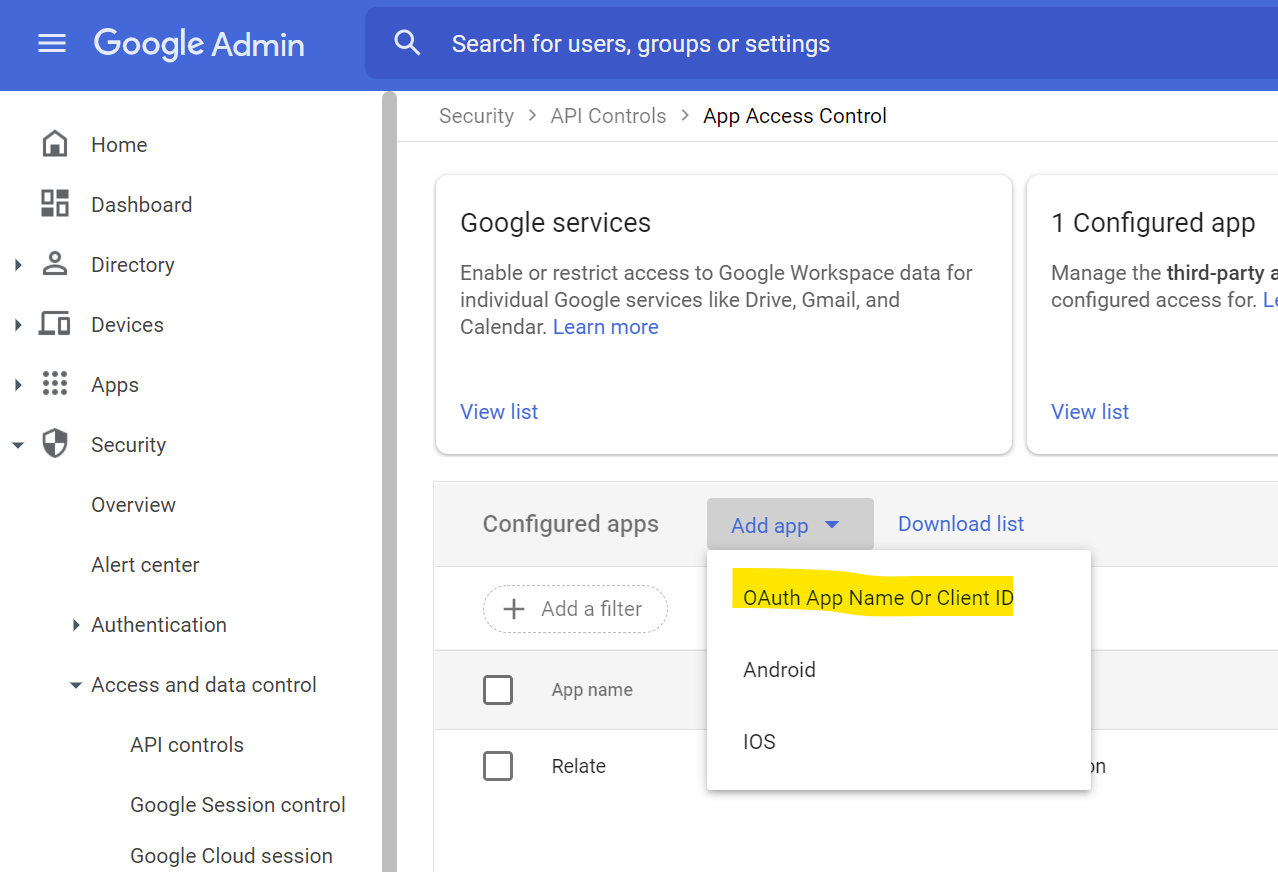 Google Admin
Search for users, groups or settings
Home
Dashboard
Directory
Devices
Apps
Security
Overview
Alert center
Authentication
Access and data control
API controls
Google Session control
Google Cloud session
Security > API Controls > App Access Control
Google services
Enable or restrict access to Google Workspace data for
individual Google services like Drive, Gmail, and
Calendar. Learn more
View list
1 Configured app
Manage the third-party a
configured access for. Le
View list
Configured apps
Add app
Download list
OAuth App Name Or Client ID
Android
IOS
Add a filter
App name
Relate
on